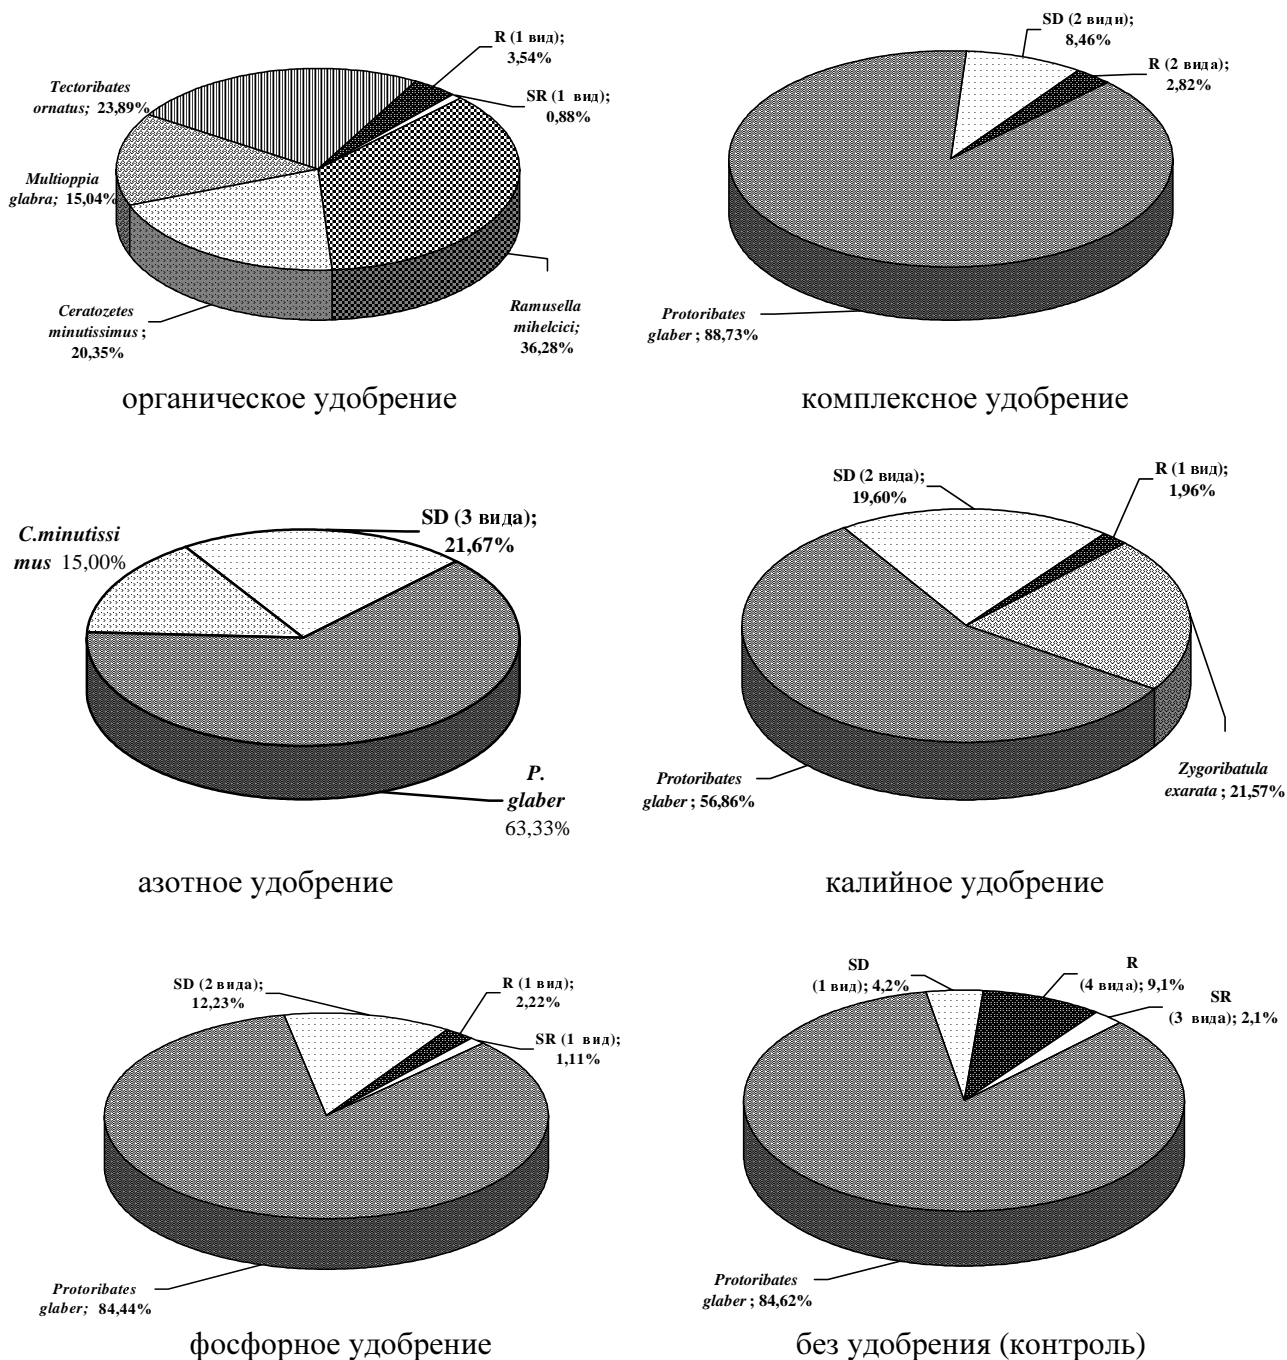 R (1 вид);
3,54%
Tectoribates
ornatus; 23,89%
SR (1 вид);
0,88%
Multioppia
glabra; 15,04%
Ceratozetes
minutissimus ;
20,35%
Ramusella
mihelcici;
36,28%
органическое удобрение
SD (2 види);
8,46%
R (2 вида);
2,82%
Protoribates
glaber ; 88,73%
комплексное удобрение
C.minutissi
mus 15,00%
SD (3 вида);
21,67%
P.
glaber
63,33%
азотное удобрение
SD (2 вида);
19,60%
R (1 вид);
1,96%
Protoribates
glaber ; 56,86%
Zygoribatula
exarata ; 21,57%
калийное удобрение
SD (2 вида);
12,23%
R (1 вид);
2,22%
SR (1 вид);
1,11%
Protoribates
glaber; 84,44%
фосфорное удобрение
SD
(1 вид); 4,2%
R
(4 вида); 9,1%
SR
(3 вида); 2,1%
Protoribates
glaber ; 84,62%
без удобрения (контроль)